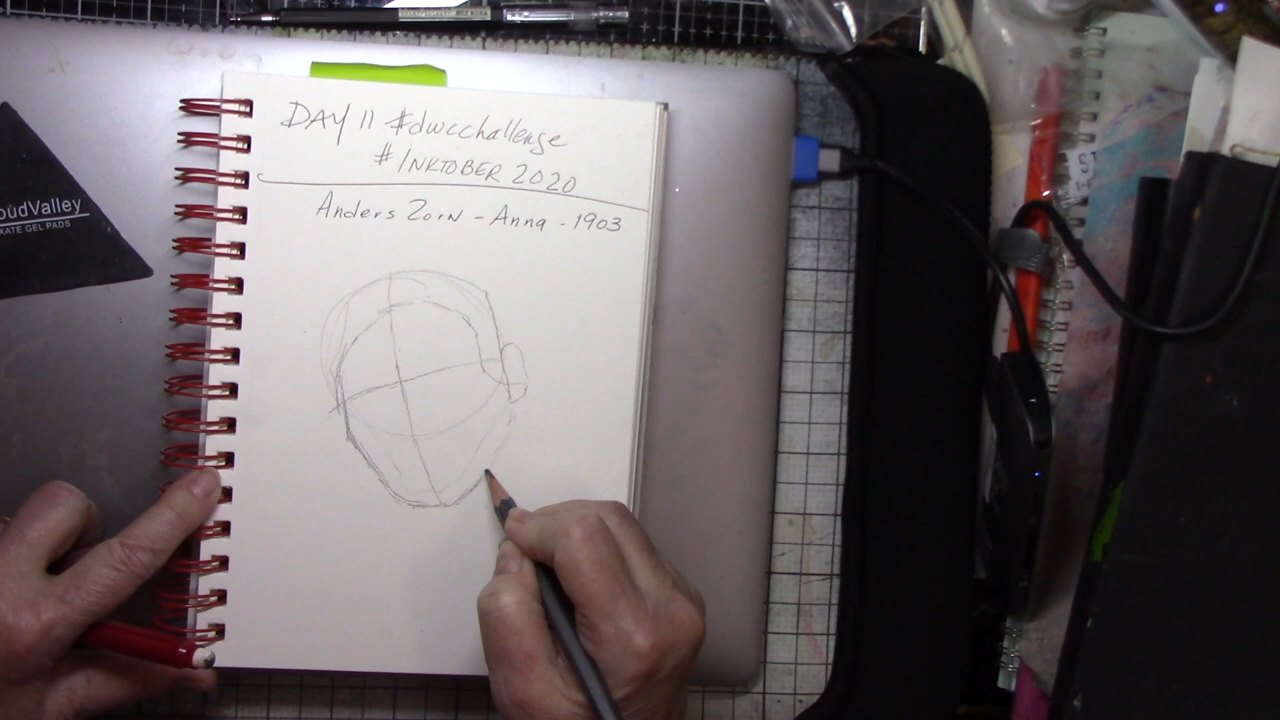 DAY 11 #dwcchallenge
#INKTOBER 2020
Anders Zorn - Anna - 1903
oudValley
KATE GEL PADS